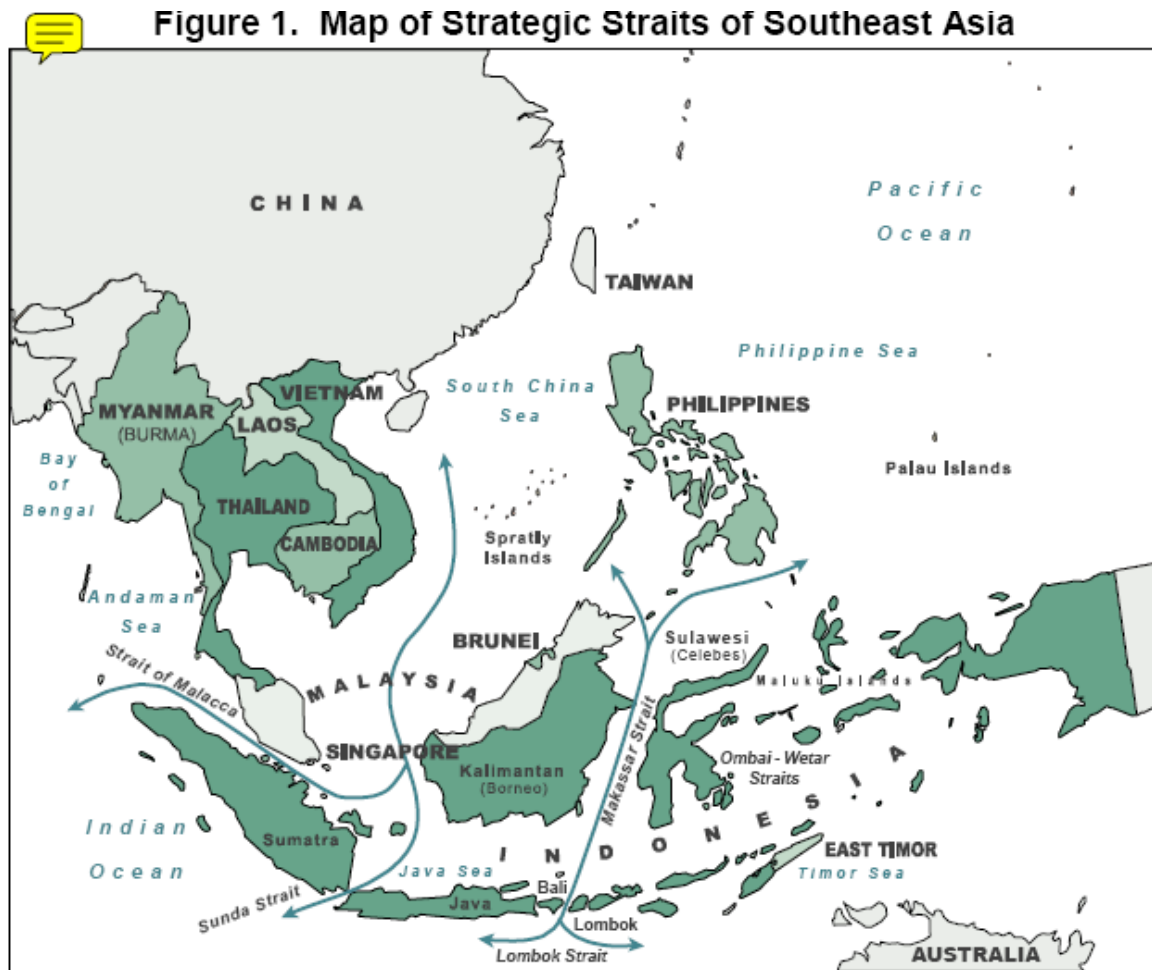 Figure 1. Map of Strategic Straits of Southeast Asia
CHINA
Pacific
Ocean
TAIWAN
Philippine Sea
South China
Sea
VIETNAM
PHILIPPINES
MYANMAR
(BURMA)
LAOS
Bay
of
Bengal
Palau Islands
THAILAND
Spratly
Islands
CAMBODIA
Andaman
Sea
BRUNEI
Sulawesi
(Celebes)
Strait of Malacca
MALAYSIA
Maluku Islands
SINGAPORE
Makassar Strait
Ombai - Wetar
Straits
Kalimantan
(Borneo)
Indian
Ocean
Sumatra
INDONESIA
EAST TIMOR
Timor Sea
Java Sea
Bali
Sunda Strait
Java
Lombok
Lombok Strait
AUSTRALIA